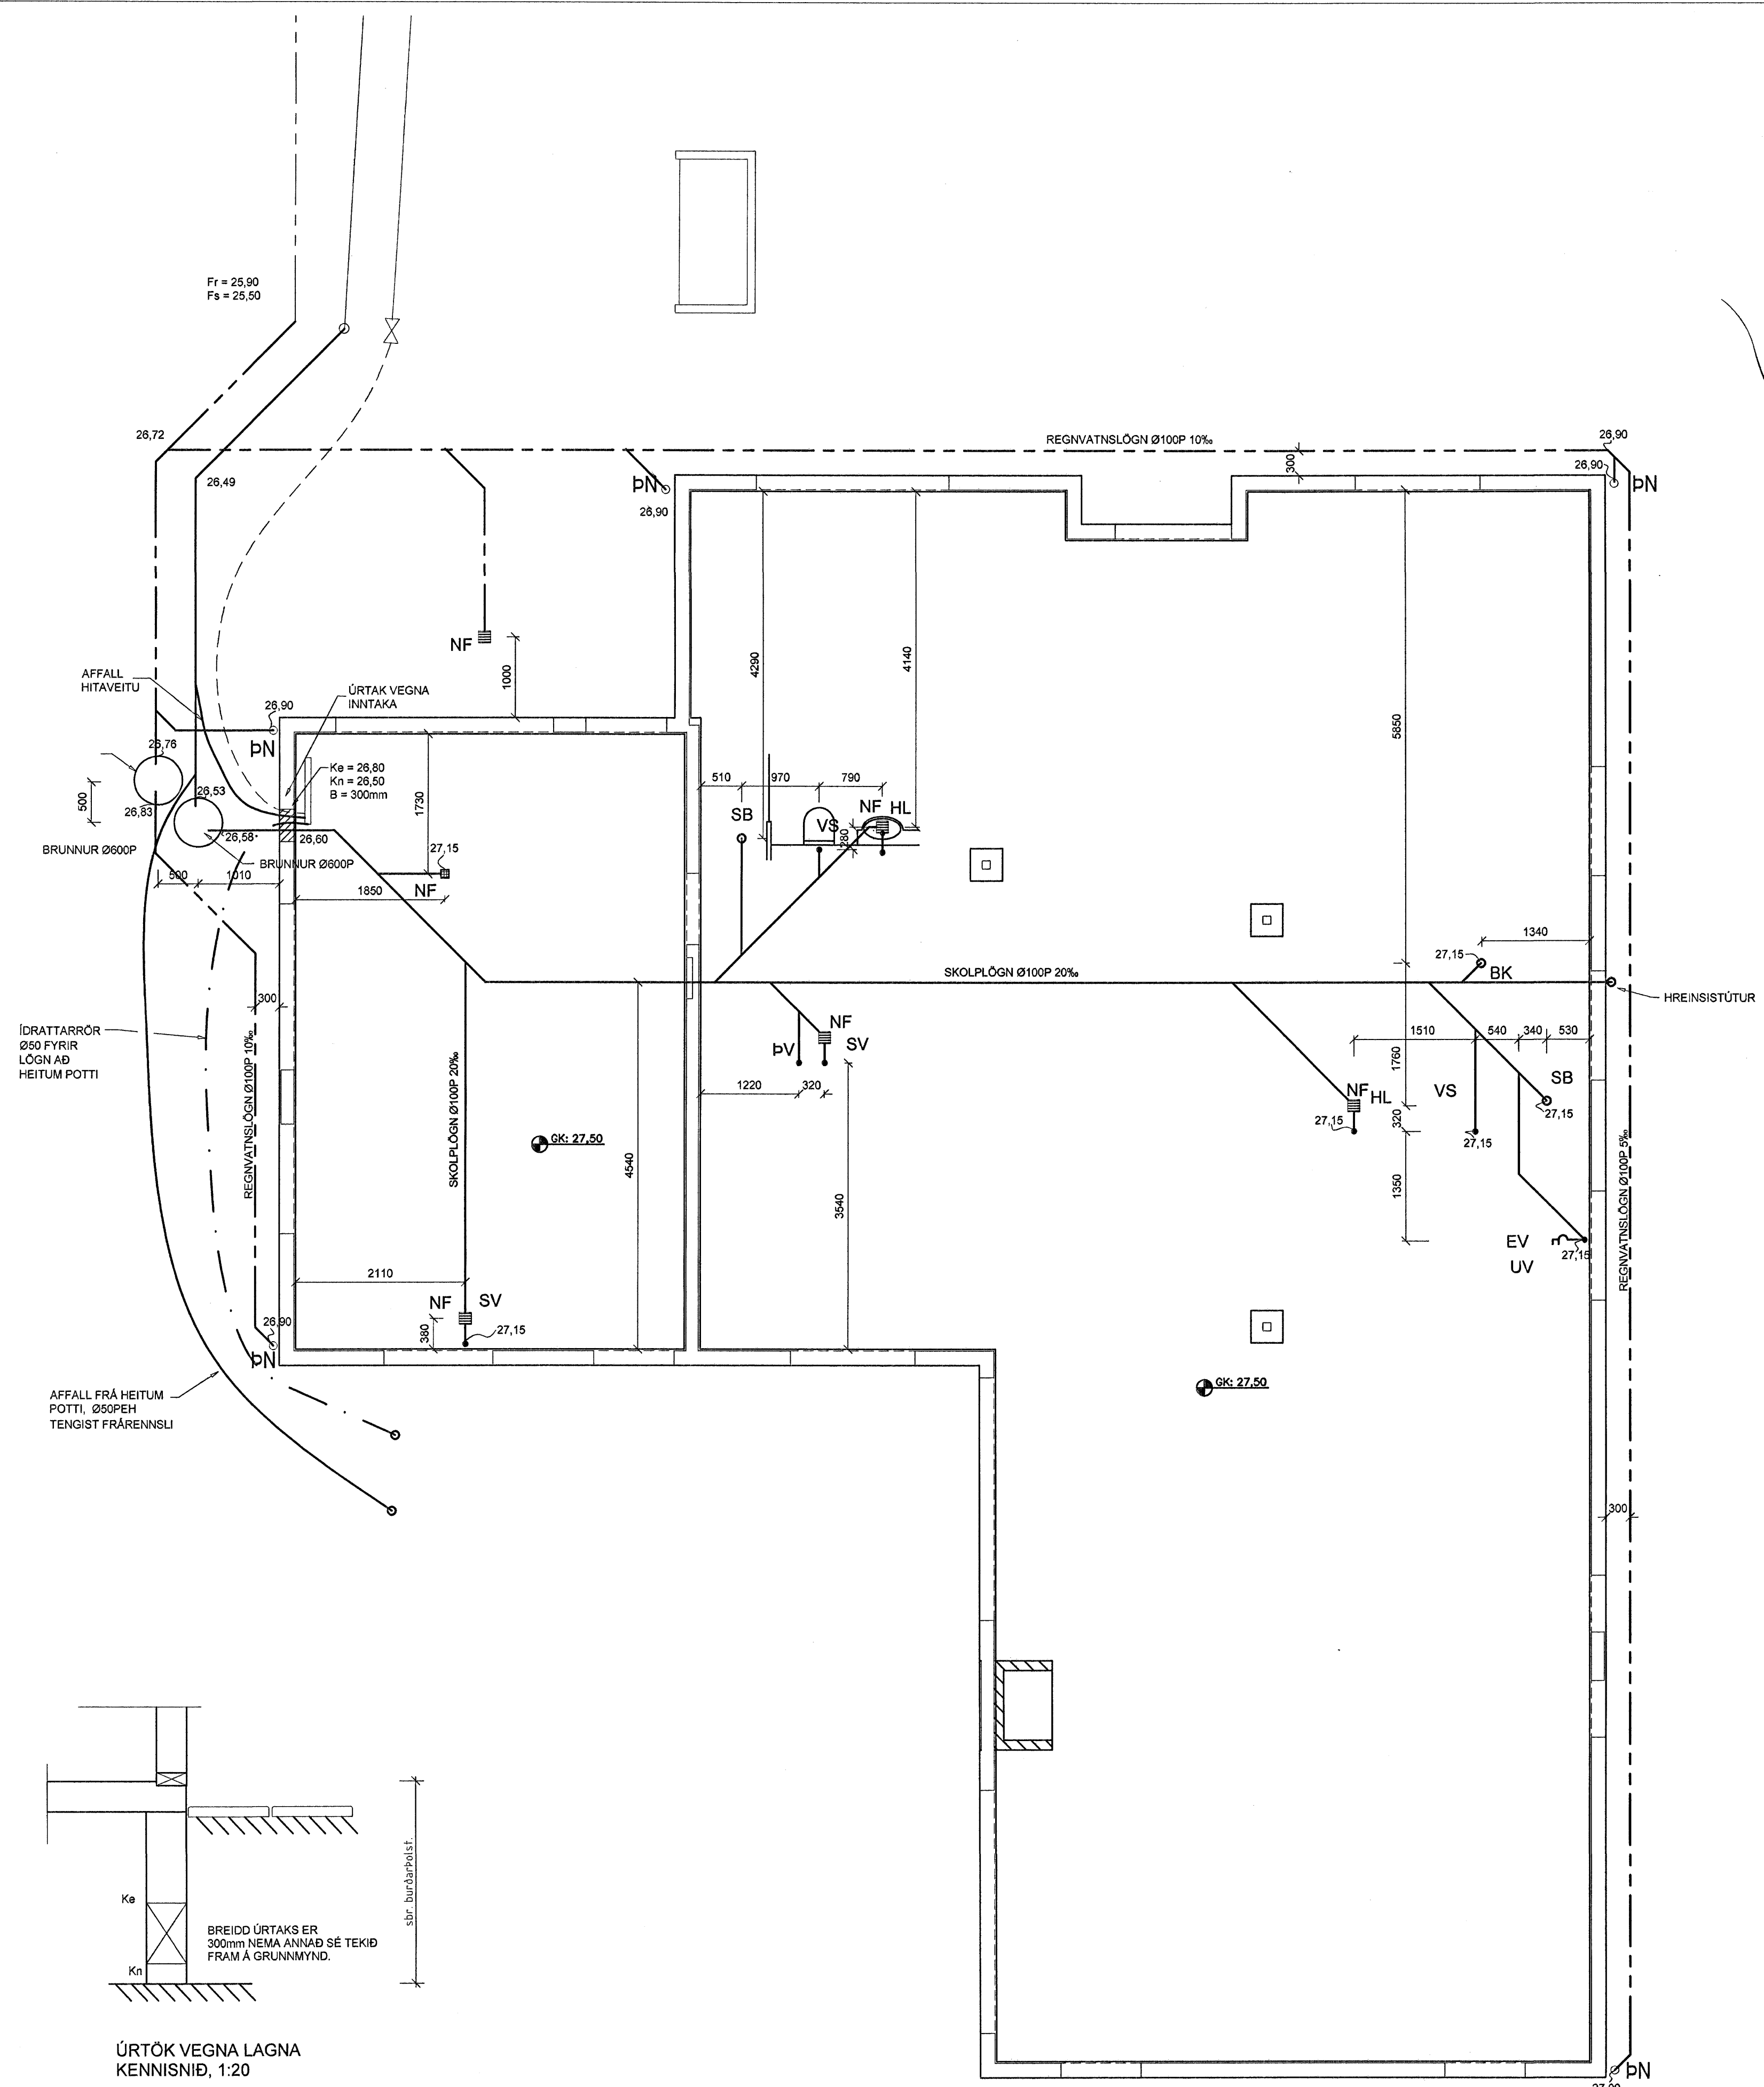 Fr = 25,90
Fs = 25,50
26,72
26,49
REGNVATNSLÖGN Ø100P 10‰
300
26,90
26,90
ÞN
ÞN
26,90
NF
1000
4290
4140
5850
AFFALL
HITAVEITU
ÚRTAK VEGNA
INNTAKA
26,90
ÞN
26,76
Ke = 26,80
Kn = 26,50
B = 300mm
500
26,83
26,53
26,58
26,60
BRUNNUR Ø600P
BRUNNUR Ø600P
500
1010
1730
27,15
NF
1850
510
970
790
SB
VS
NF
HL
280
1340
27,15
BK
SKOLPLÖGN Ø100P 20‰
HREINSISTÚTUR
300
ÍDRATTARRÖR
Ø50 FYRIR
LÖGN AÐ
HEITUM POTTI
REGNVATNSLÖGN Ø100P 10‰
SKOLPLÖGN Ø100P 20‰
NF
ÞV
SV
1220
320
1510
540
340
530
1760
NF
HL
VS
SB
27,15
320
27,15
27,15
GK: 27,50
4540
3540
1350
REGNVATNSLÖGN Ø100P 5‰
EV
UV
27,15
2110
NF
SV
380
27,15
26,90
ÞN
AFFALL FRÁ HEITUM
POTTI, Ø50PEH
TENGIST FRÁRENNSLI
GK: 27,50
300
sbr. burðarþolst.
Ke
BREIDD ÚRTAKS ER
300mm NEMA ANNAÐ SÉ TEKIÐ
FRAM Á GRUNNMYND.
Kn
ÚRTÖK VEGNA LAGNA
KENNISNIÐ, 1:20
ÞN